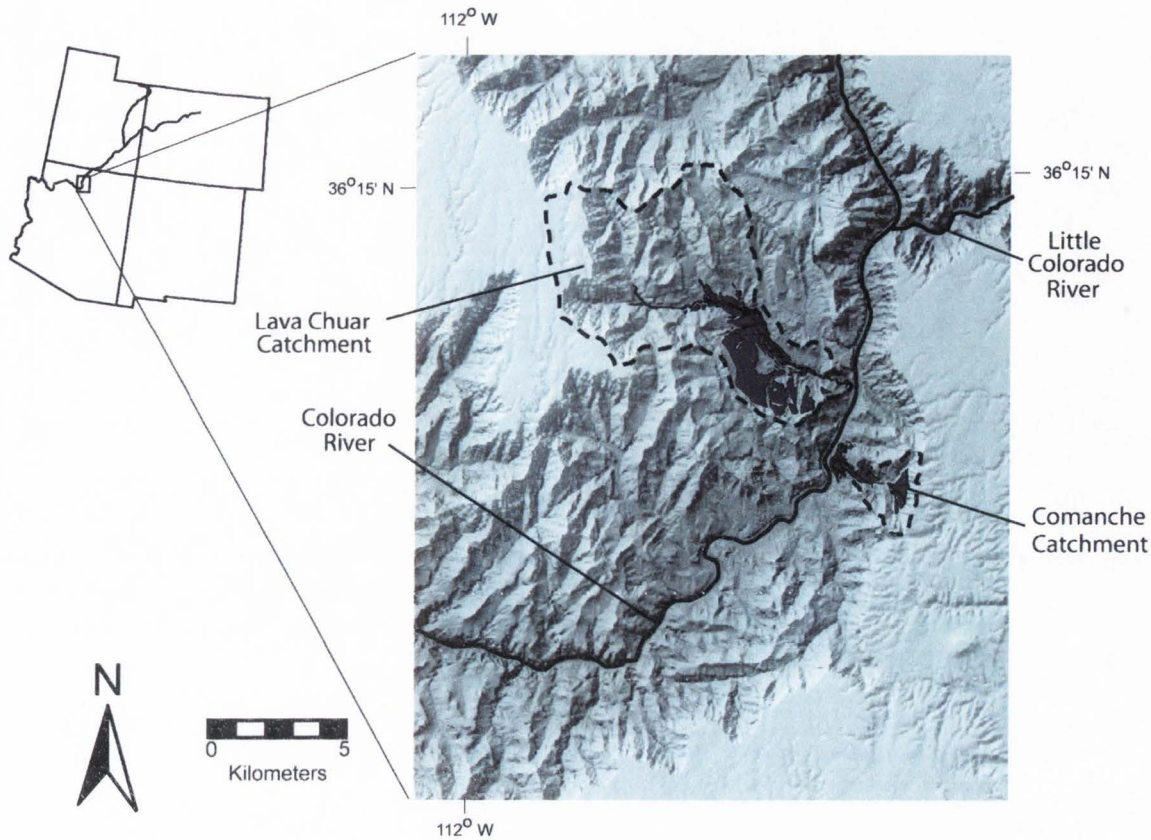 112° W
36° 15' N
36° 15' N
Little
Colorado
River
Lava Chuar
Catchment
Colorado
River
Comanche
Catchment
N
0 5
Kilometers
112° W